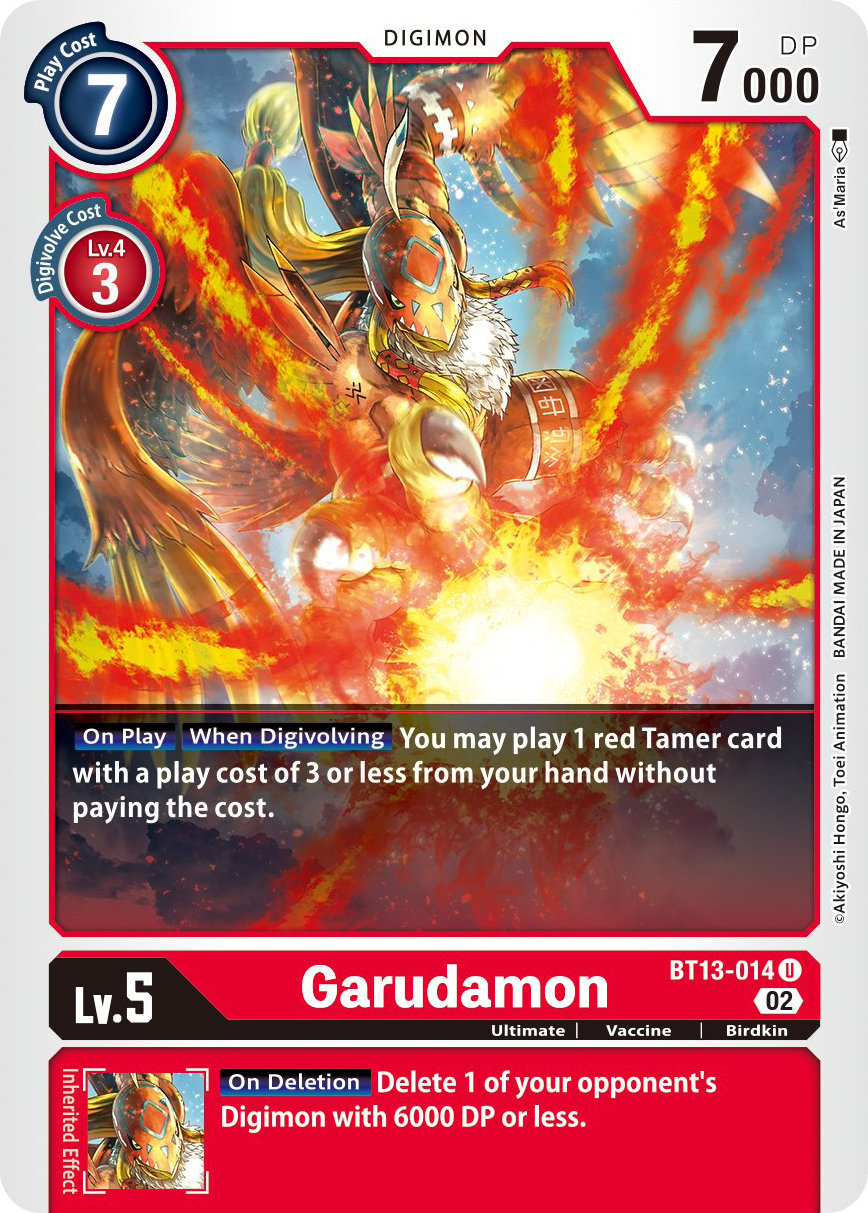 DIGIMON
Play Cost
7
7000
DP
Digivolve Cost
Lv.4
3
As'Maria
BANDAI MADE IN JAPAN
©Akiyoshi Hongo, Toei Animation
On Play When Digivolving You may play 1 red Tamer card
with a play cost of 3 or less from your hand without
paying the cost.
Lv.5
Garudamon
BT13-014 U
02
Ultimate | Vaccine | Birdkin
Inherited Effect
On Deletion Delete 1 of your opponent's
Digimon with 6000 DP or less.